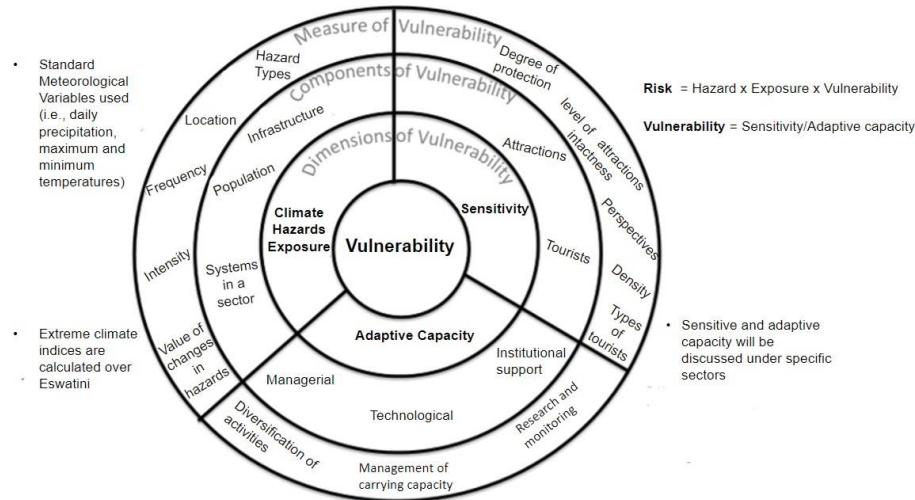 Measure of Vulnerability
Components of Vulnerability
Dimensions of Vulnerability
Vulnerability
Climate
Hazards
Exposure
Sensitivity
Adaptive Capacity
Infrastructure
Population
Systems
in a
sector
Attractions
Tourists
Managerial
Technological
Institutional
support
Hazard
Types
Location
Frequency
Intensity
Value of
changes
in
hazards
Degree of
protection
level of attractions
intactness
Perspectives
Density
Types
of
tourists
Diversification of
activities
Management of
carrying capacity
Research and
monitoring
• Standard
Meteorological
Variables used
(i.e., daily
precipitation,
maximum and
minimum
temperatures)
• Extreme climate
indices are
calculated over
Eswatini
Risk = Hazard x Exposure x Vulnerability
Vulnerability = Sensitivity/Adaptive capacity
• Sensitive and adaptive
capacity will be
discussed under specific
sectors